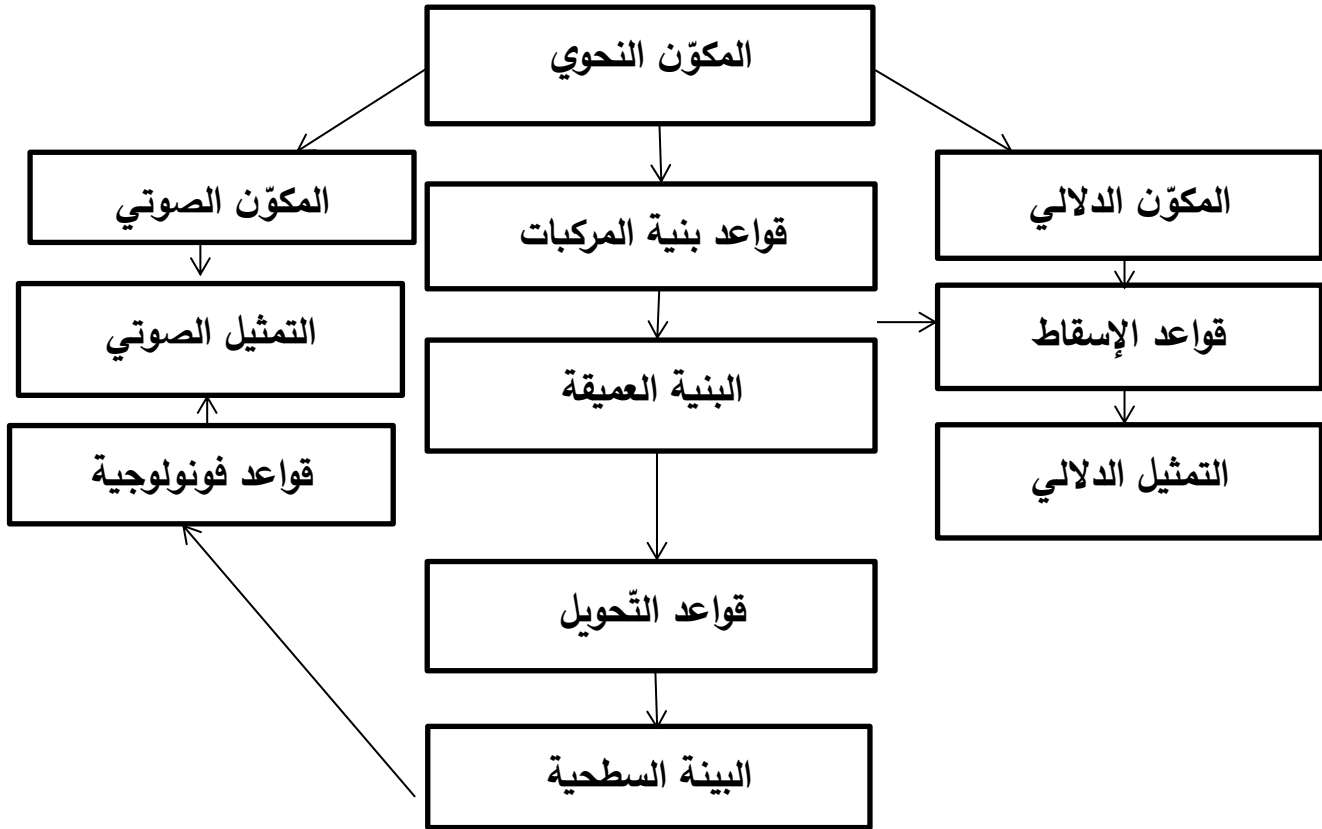 المكوّن النحوي
المكوّن الدلالي
المكوّن الصوتي
قواعد بنية المركبات
قواعد الإسقاط
التمثيل الصوتي
البنية العميقة
التمثيل الدلالي
قواعد فونولوجية
قواعد التّحويل
البينة السطحية